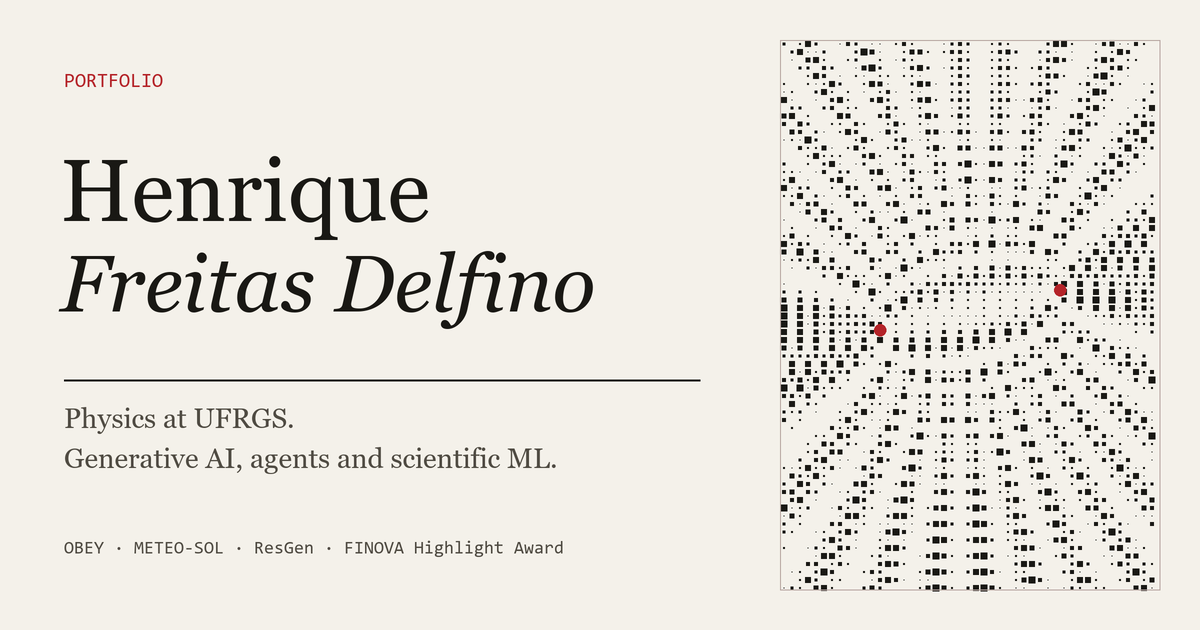 PORTFOLIO
Henrique
Freitas Delfino
Physics at UFRGS.
Generative AI, agents and scientific ML.
OBEY · METEO-SOL · ResGen · FINOVA Highlight Award